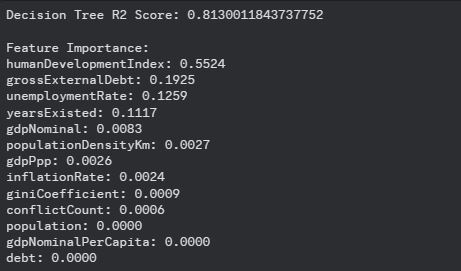 Decision Tree R2 Score: 0.8130011843737752
Feature Importance:
humanDevelopmentIndex: 0.5524
grossExternalDebt: 0.1925
unemploymentRate: 0.1259
yearsExisted: 0.1117
gdpNominal: 0.0083
populationDensityKm: 0.0027
gdpPpp: 0.0026
inflationRate: 0.0024
giniCoefficient: 0.0009
conflictCount: 0.0006
population: 0.0000
gdpNominalPerCapita: 0.0000
debt: 0.0000